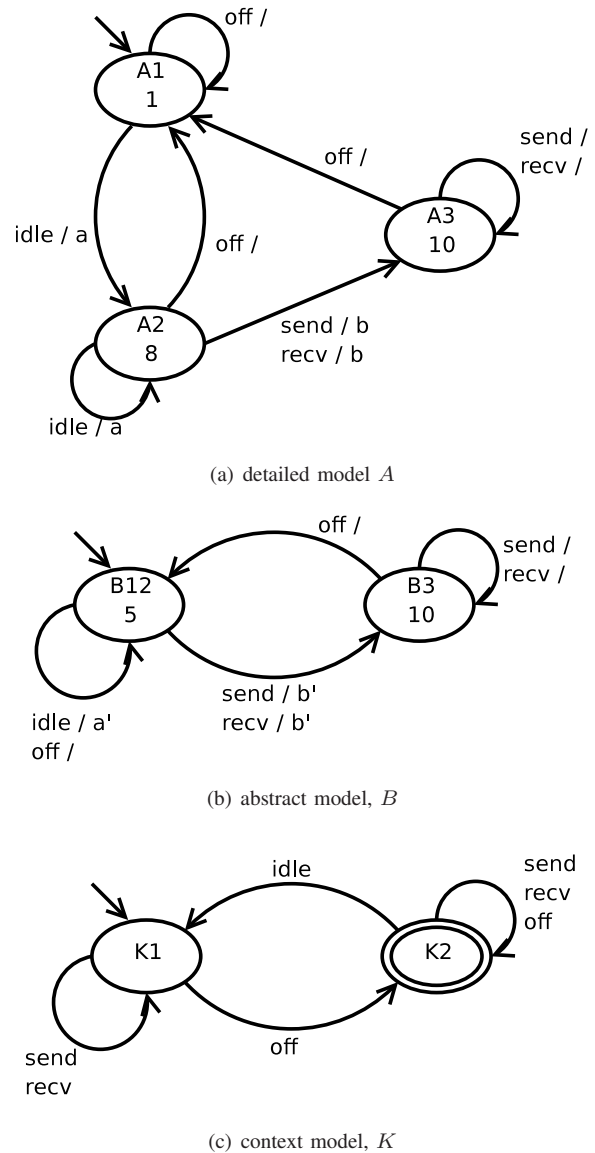 off /
A1
1
send /
recv /
off /
A3
10
idle / a
off /
A2
8
send / b
recv / b
idle / a
(a) detailed model A
off /
send /
recv /
B12
5
B3
10
send / b'
recv / b'
idle / a'
off /
(b) abstract model, B
idle
send
recv
off
K1
K2
off
send
recv
(c) context model, K